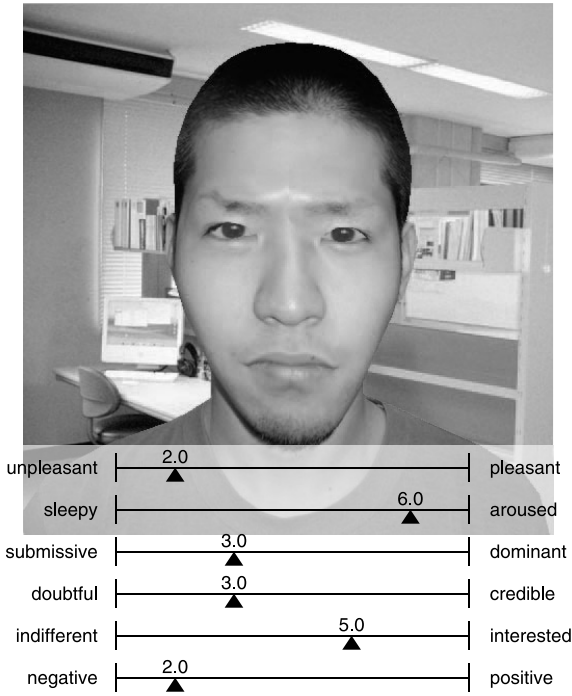 unpleasant 2.0 pleasant
sleepy 6.0 aroused
submissive 3.0 dominant
doubtful 3.0 credible
indifferent 5.0 interested
negative 2.0 positive